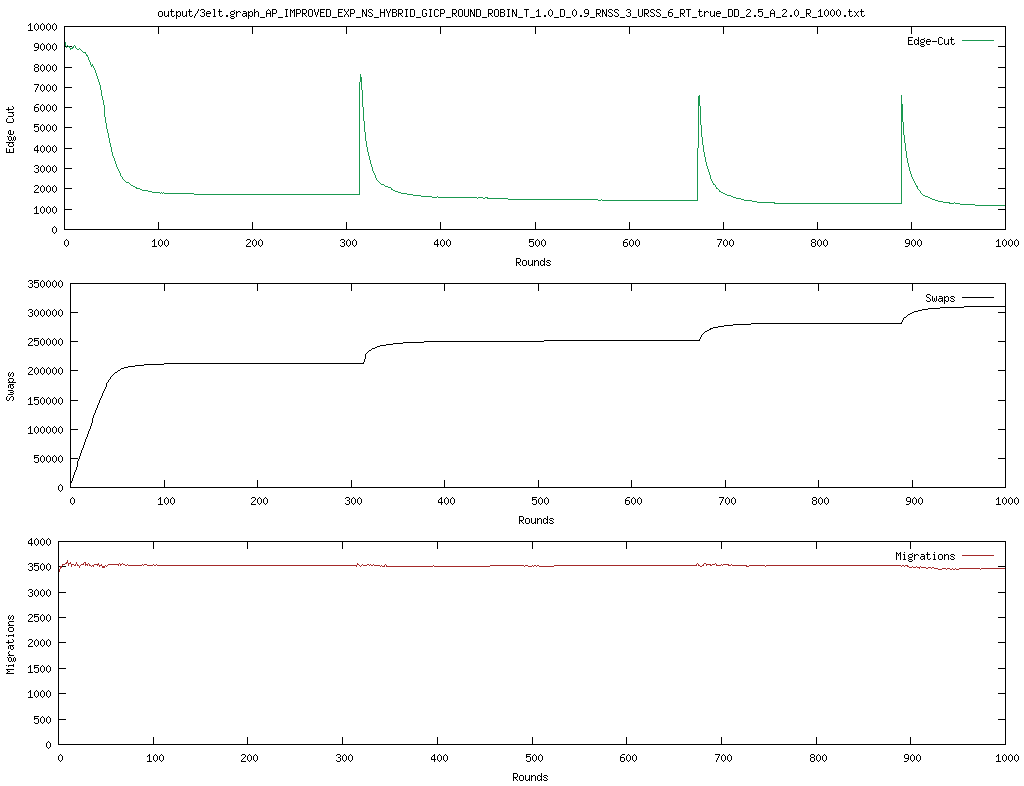 output/3elt.graph_AP_IMPROVED_EXP_NS_HYBRID_GICP_ROUND_ROBIN_T_1.0_D_0.9_RNSS_3_URSS_6_RT_true_DD_2.5_A_2.0_R_1000.txt
Edge-Cut
Edge Cut
10000
9000
8000
7000
6000
5000
4000
3000
2000
1000
0
0 100 200 300 400 500 600 700 800 900 1000
Rounds
Swaps
Swaps
350000
300000
250000
200000
150000
100000
50000
0
0 100 200 300 400 500 600 700 800 900 1000
Rounds
Migrations
Migrations
4000
3500
3000
2500
2000
1500
1000
500
0
0 100 200 300 400 500 600 700 800 900 1000
Rounds